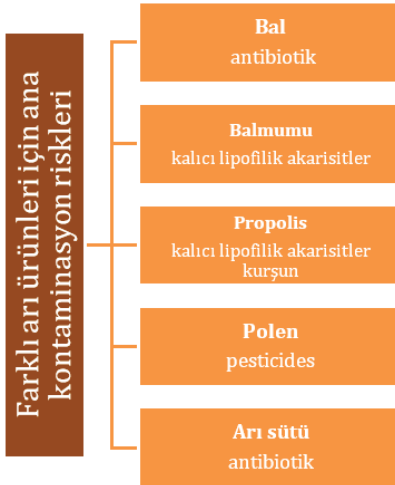 Farklı arı ürünleri için ana
kontaminasyon riskleri
Bal
antibiotik
Balmumu
kalıcı lipofilik akarisitler
Propolis
kalıcı lipofilik akarisitler
kurşun
Polen
pesticides
Arı sütü
antibiotik